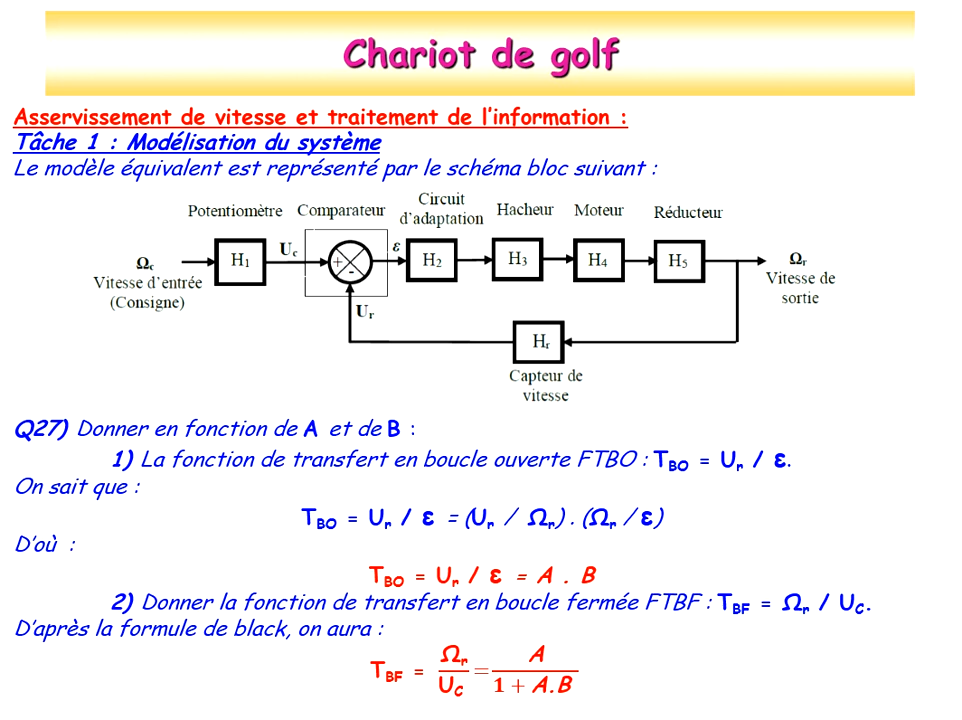 Chariot de golf
Asservissement de vitesse et traitement de l’information :
Tâche 1 : Modélisation du système
Le modèle équivalent est représenté par le schéma bloc suivant :
Potentiomètre Comparateur Circuit d’adaptation Hacheur Moteur Réducteur
Ωc H1 Uc + - ε H2 H3 H4 H5 Ωr
Vitesse d’entrée (Consigne)
Vitesse de sortie
Ur
Hr
Capteur de vitesse
Q27) Donner en fonction de A et de B :
1) La fonction de transfert en boucle ouverte FTBO : TBO = Ur / ε.
On sait que :
TBO = Ur / ε = (Ur / Ωr) . (Ωr / ε)
D’où :
TBO = Ur / ε = A . B
2) Donner la fonction de transfert en boucle fermée FTBF : TBF = Ωr / UC.
D’après la formule de black, on aura :
TBF = Ωr / UC = A / 1 + A.B